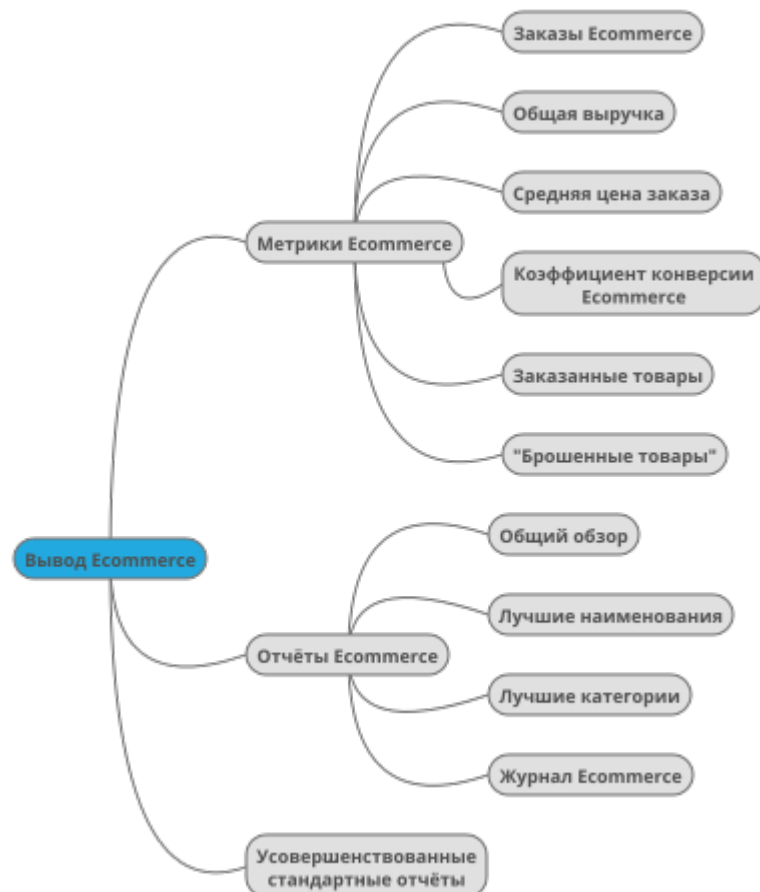 Заказы Ecommerce
Общая выручка
Средняя цена заказа
Метрики Ecommerce
Коэффициент конверсии
Ecommerce
Заказанные товары
"Брошенные товары"
Вывод Ecommerce
Общий обзор
Лучшие наименования
Отчёты Ecommerce
Лучшие категории
Журнал Ecommerce
Усовершенствованные
стандартные отчёты